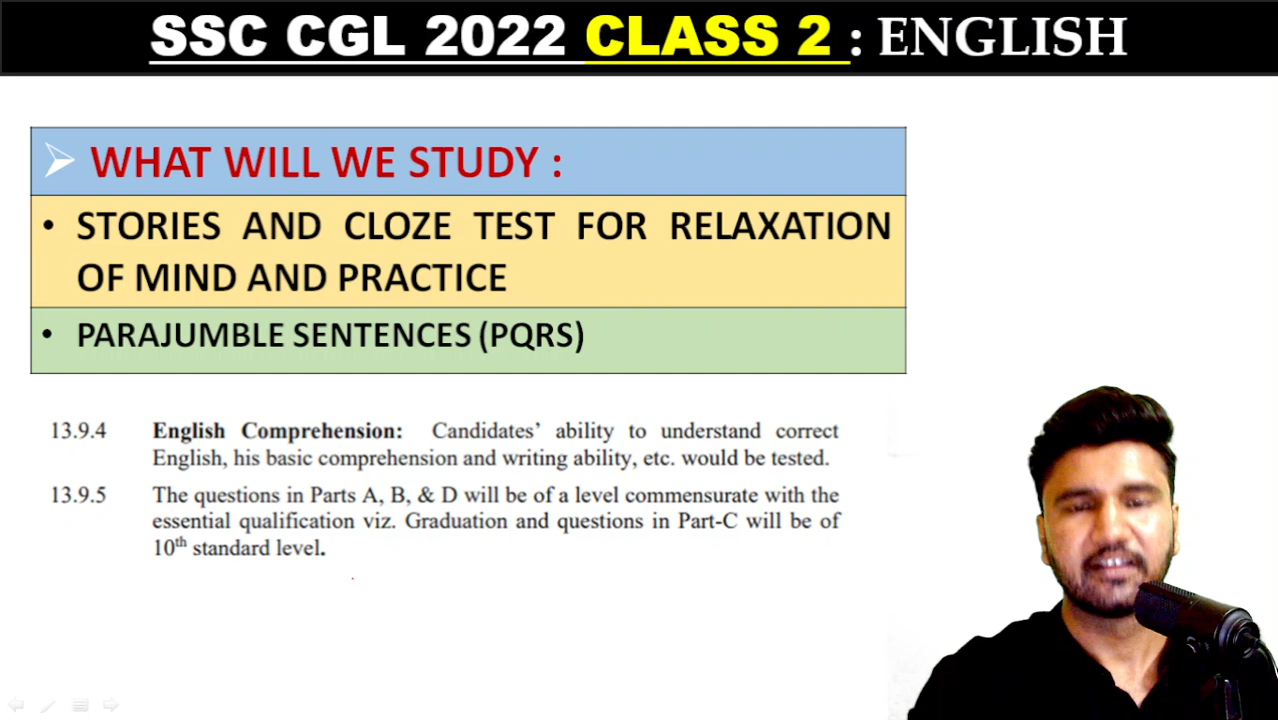 SSC CGL 2022 CLASS 2 : ENGLISH
WHAT WILL WE STUDY :
• STORIES AND CLOZE TEST FOR RELAXATION
OF MIND AND PRACTICE
• PARAJUMBLE SENTENCES (PQRS)
13.9.4 English Comprehension: Candidates’ ability to understand correct
English, his basic comprehension and writing ability, etc. would be tested.
13.9.5 The questions in Parts A, B, & D will be of a level commensurate with the
essential qualification viz. Graduation and questions in Part-C will be of
10th standard level.